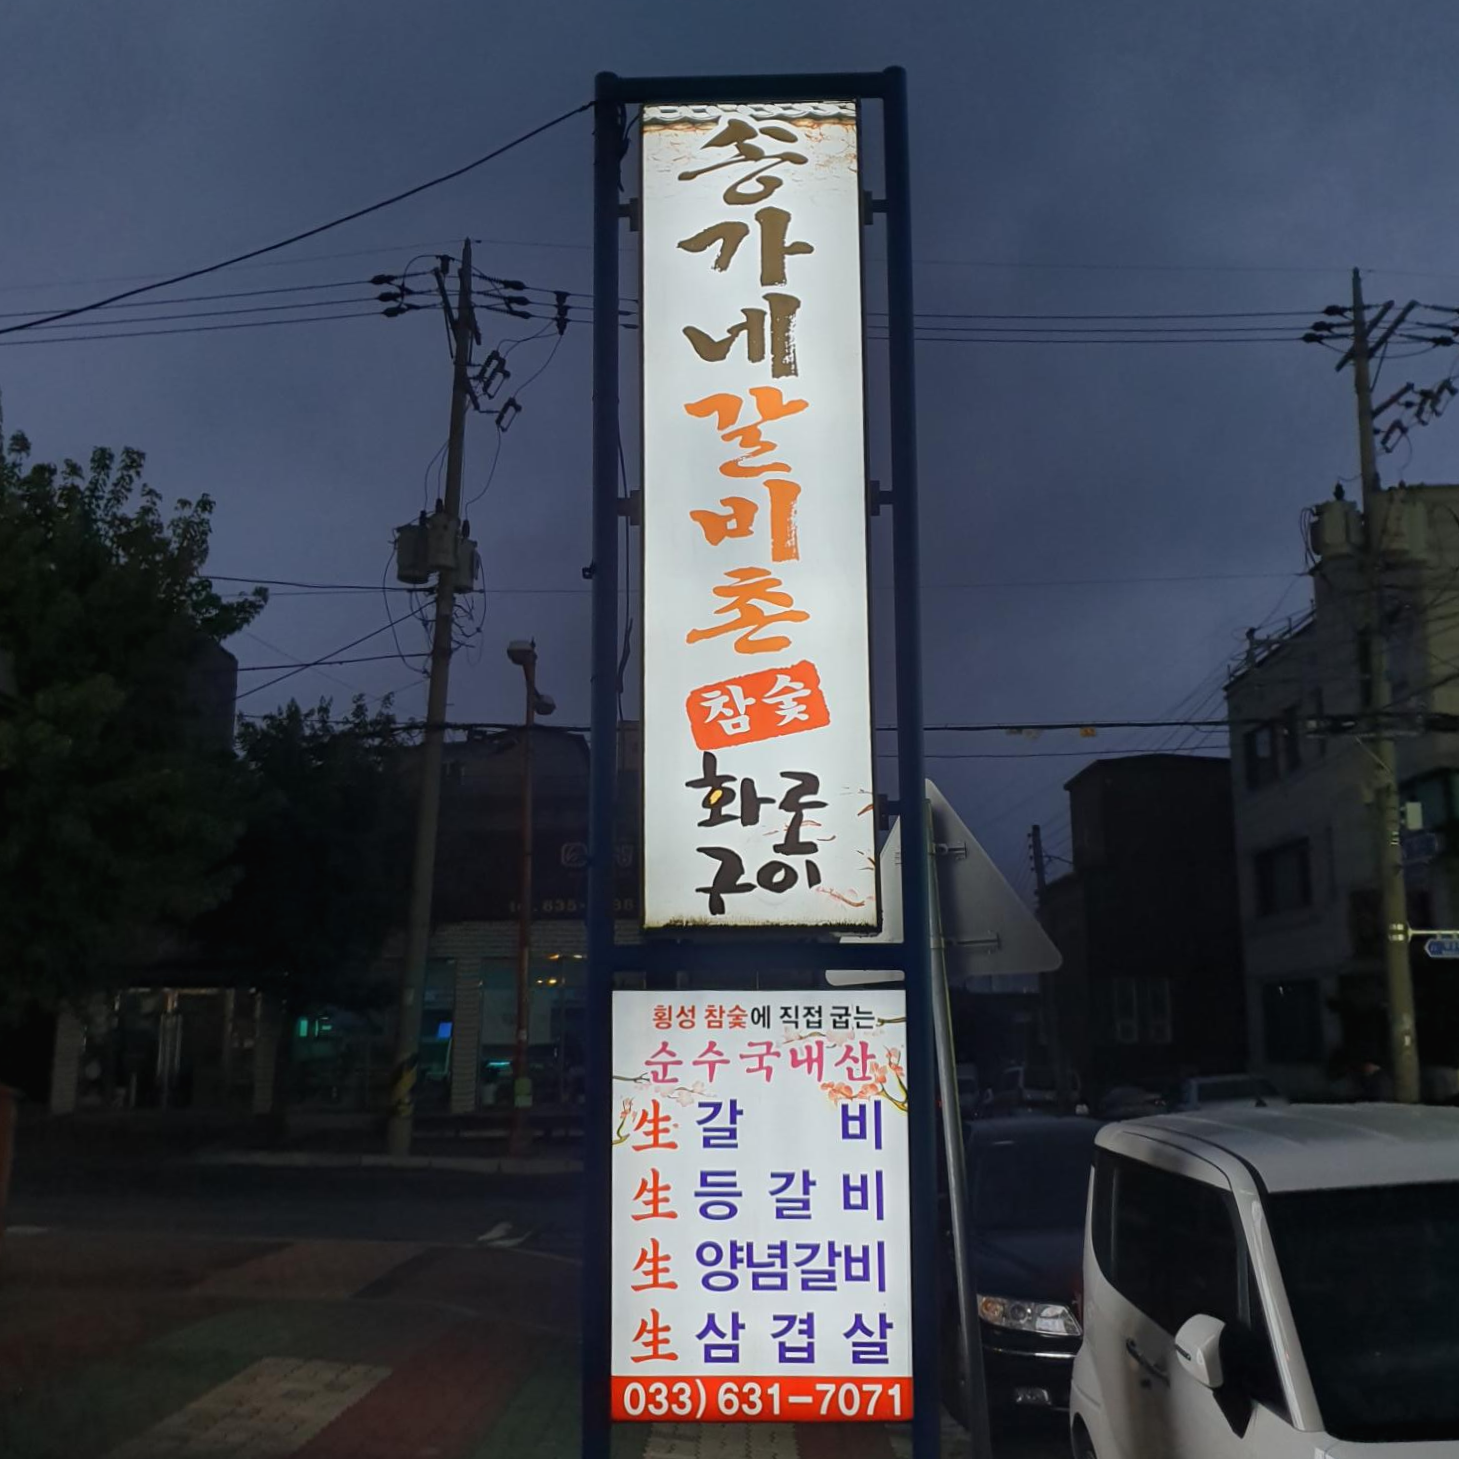 송가네갈비촌
참숯
화로
구이
횡성 참숯에 직접 굽는
순수국내산
生 갈 비
生 등 갈 비
生 양념갈비
生 삼 겹 살
033) 631-7071